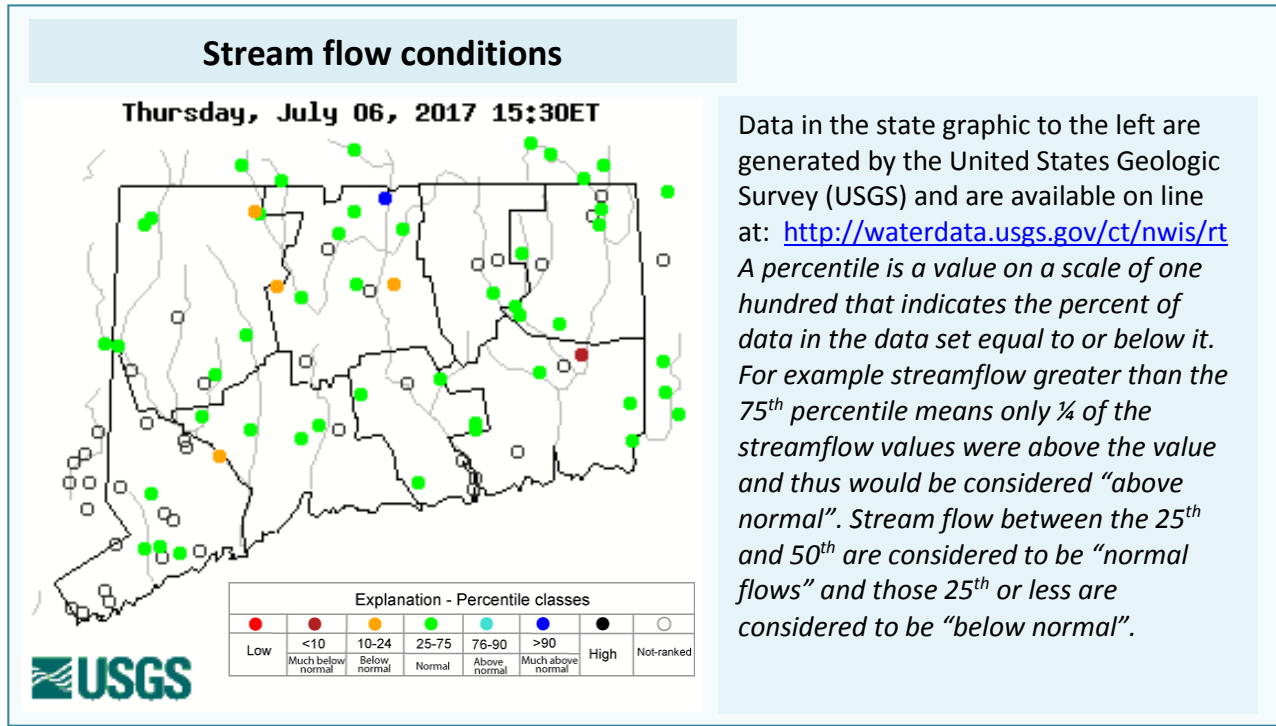 Stream flow conditions
Thursday, July 06, 2017 15:30ET
Explanation - Percentile classes
Low <10 10-24 25-75 76-90 >90 High Not-ranked
Much below normal Below normal Normal Above normal Much above normal
USGS
Data in the state graphic to the left are
generated by the United States Geologic
Survey (USGS) and are available on line
at: http://waterdata.usgs.gov/ct/nwis/rt
A percentile is a value on a scale of one
hundred that indicates the percent of
data in the data set equal to or below it.
For example streamflow greater than the
75th percentile means only ¼ of the
streamflow values were above the value
and thus would be considered “above
normal”. Stream flow between the 25th
and 50th are considered to be “normal
flows” and those 25th or less are
considered to be “below normal”.